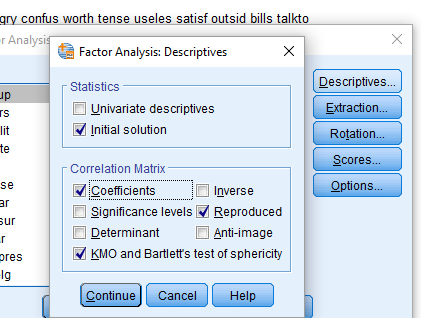 gry confus worth tense useles satisf outsid bills talkto
tor Analysis
Factor Analysis: Descriptives
Statistics
Univariate descriptives
Initial solution
Correlation Matrix
Coefficients
Inverse
Significance levels
Reproduced
Determinant
Anti-image
KMO and Bartlett's test of sphericity
Continue
Cancel
Help
up
rs
lit
te
se
ar
sur
r
pres
lg
Descriptives...
Extraction...
Rotation...
Scores...
Options...